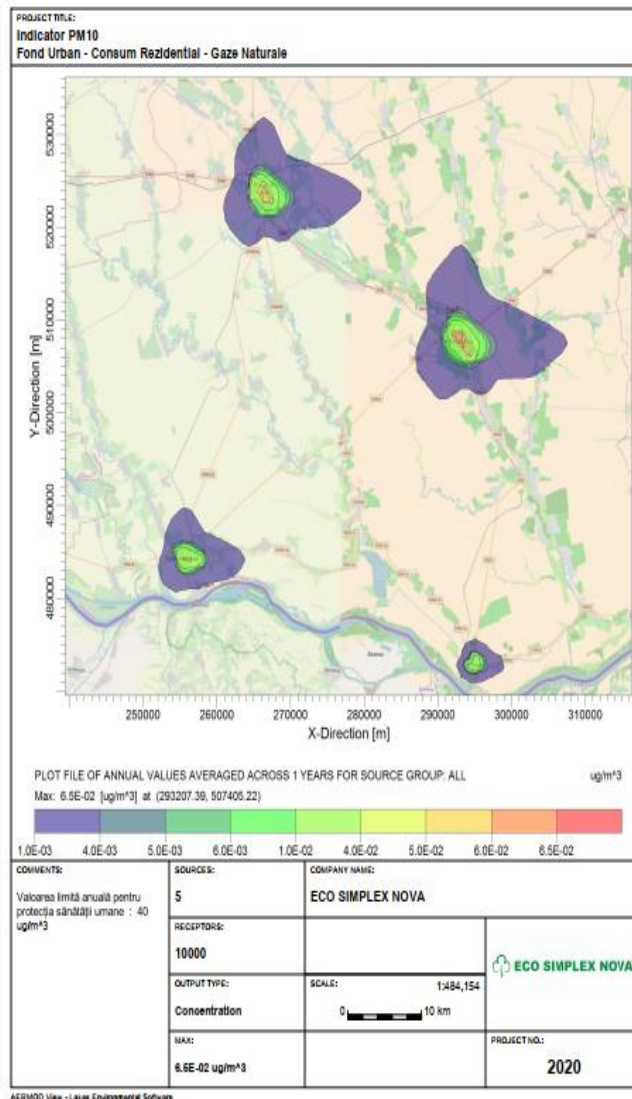 PROJECT TITLE:
Indicator PM10
Fond Urban - Consum Rezidential - Gaze Naturale
Y-Direction [m]
530000
520000
510000
500000
490000
480000
250000 260000 270000 280000 290000 300000 310000
X-Direction [m]
PLOT FILE OF ANNUAL VALUES AVERAGED ACROSS 1 YEARS FOR SOURCE GROUP: ALL ug/m^3
Max: 6.5E-02 [ug/m^3] at (293207.39, 507405.22)
1.0E-03 4.0E-03 5.0E-03 6.0E-03 1.0E-02 4.0E-02 5.0E-02 6.0E-02 6.5E-02
COMMENTS:
Valoarea limită anuală pentru
protecția sănătății umane : 40
ug/m^3
SOURCES:
5
COMPANY NAME:
ECO SIMPLEX NOVA
RECEPTORS:
10000
OUTPUT TYPE:
Concentration
SCALE: 1:484,154
0 10 km
ECO SIMPLEX NOVA
MAX:
6.5E-02 ug/m^3
PROJECT NO.:
2020
AERMOD View - Lakes Environmental Software